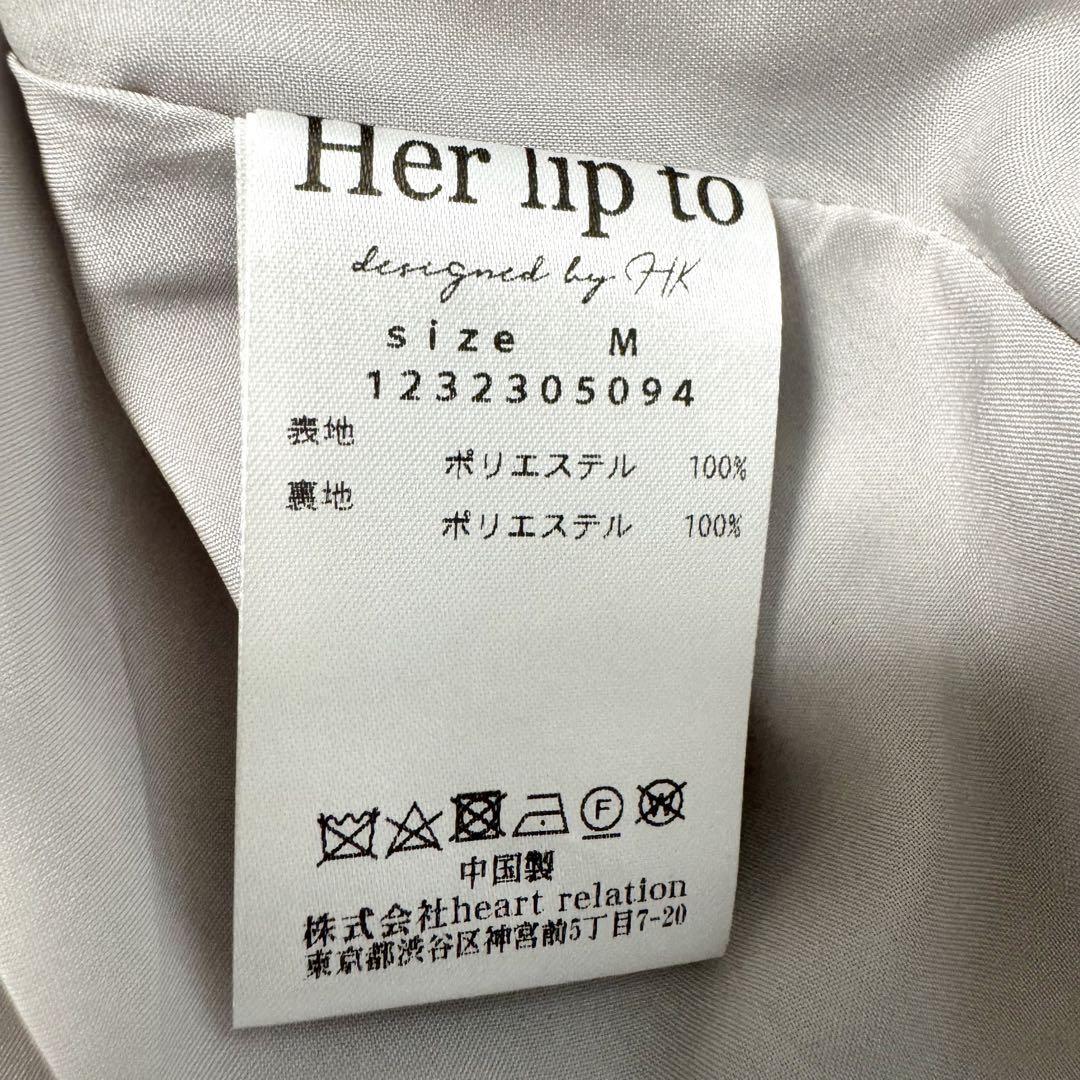 Her lip to
designed by HK
size M
1232305094
表地
ポリエステル 100%
裏地
ポリエステル 100%
F W
中国製
株式会社heart relation
東京都渋谷区神宮前5丁目7-20